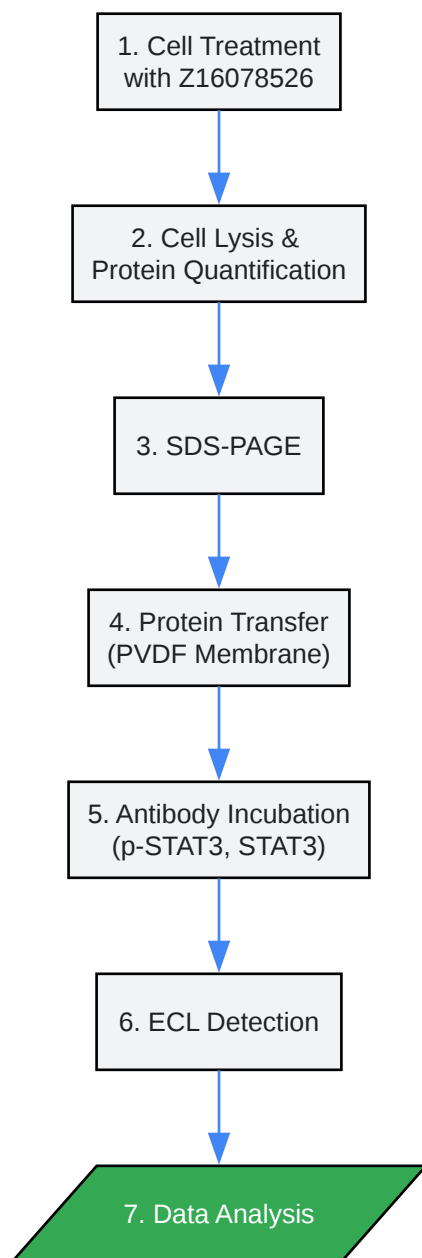 1. Cell Treatment
with Z16078526
2. Cell Lysis &
Protein Quantification
3. SDS-PAGE
4. Protein Transfer
(PVDF Membrane)
5. Antibody Incubation
(p-STAT3, STAT3)
6. ECL Detection
7. Data Analysis